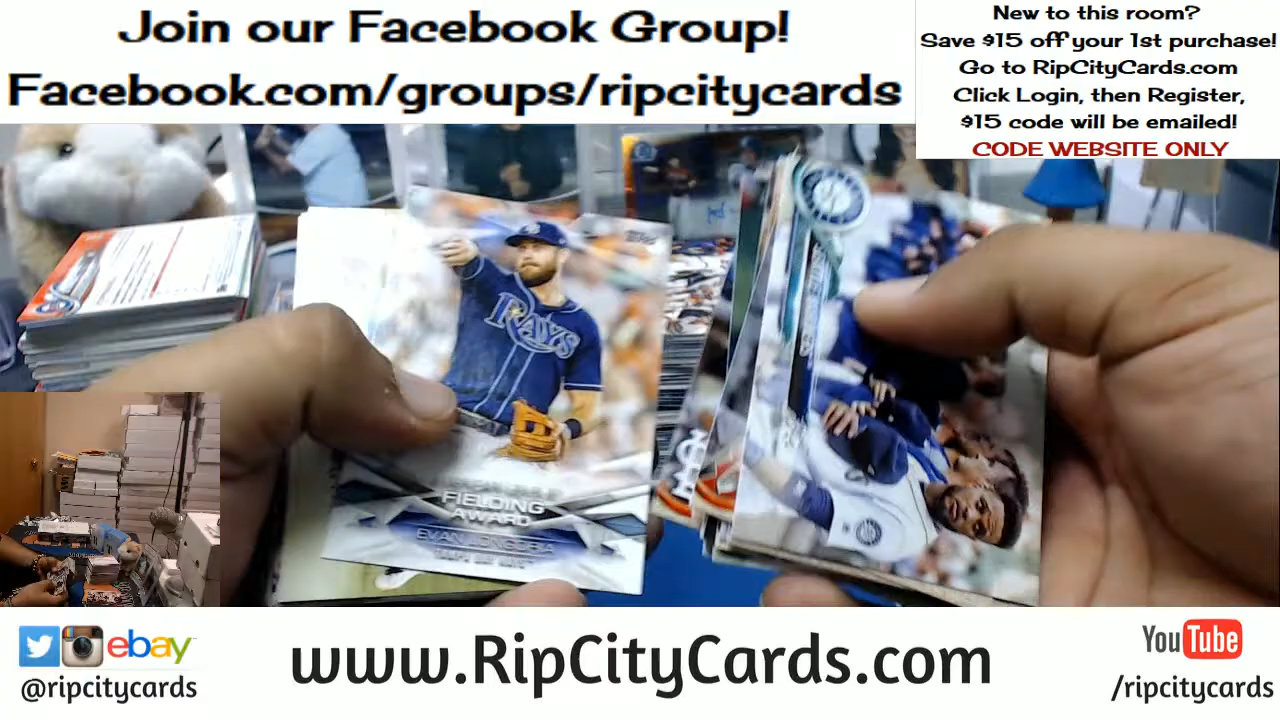 Join our Facebook Group!
Facebook.com/groups/ripcitycards
New to this room?
Save $15 off your 1st purchase!
Go to RipCityCards.com
Click Login, then Register,
$15 code will be emailed!
CODE WEBSITE ONLY
RAYS
FIELDING
AWARD
ebay
@ripcitycards
www.RipCityCards.com
YouTube
/ripcitycards